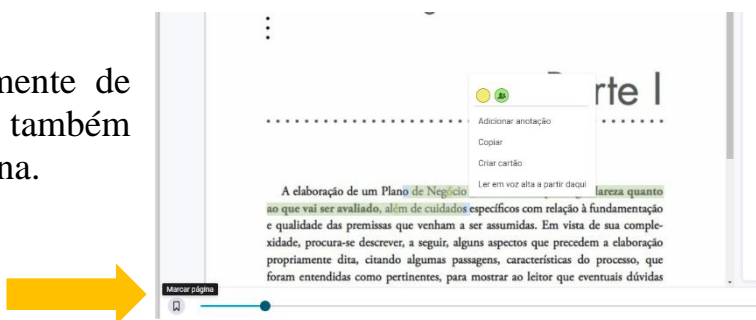 mente de
também
na.
rte I
Adicionar anotação
Copiar
Criar cartão
Ler em voz alta a partir daqui
A elaboração de um Plano de Negócio lareza quanto
ao que vai ser avaliado, além de cuidados específicos com relação à fundamentação
e qualidade das premissas que venham a ser assumidas. Em vista de sua comple-
xidade, procura-se descrever, a seguir, alguns aspectos que precedem a elaboração
propriamente dita, citando algumas passagens, características do processo, que
foram entendidas como pertinentes, para mostrar ao leitor que eventuais dúvidas
Marcar página